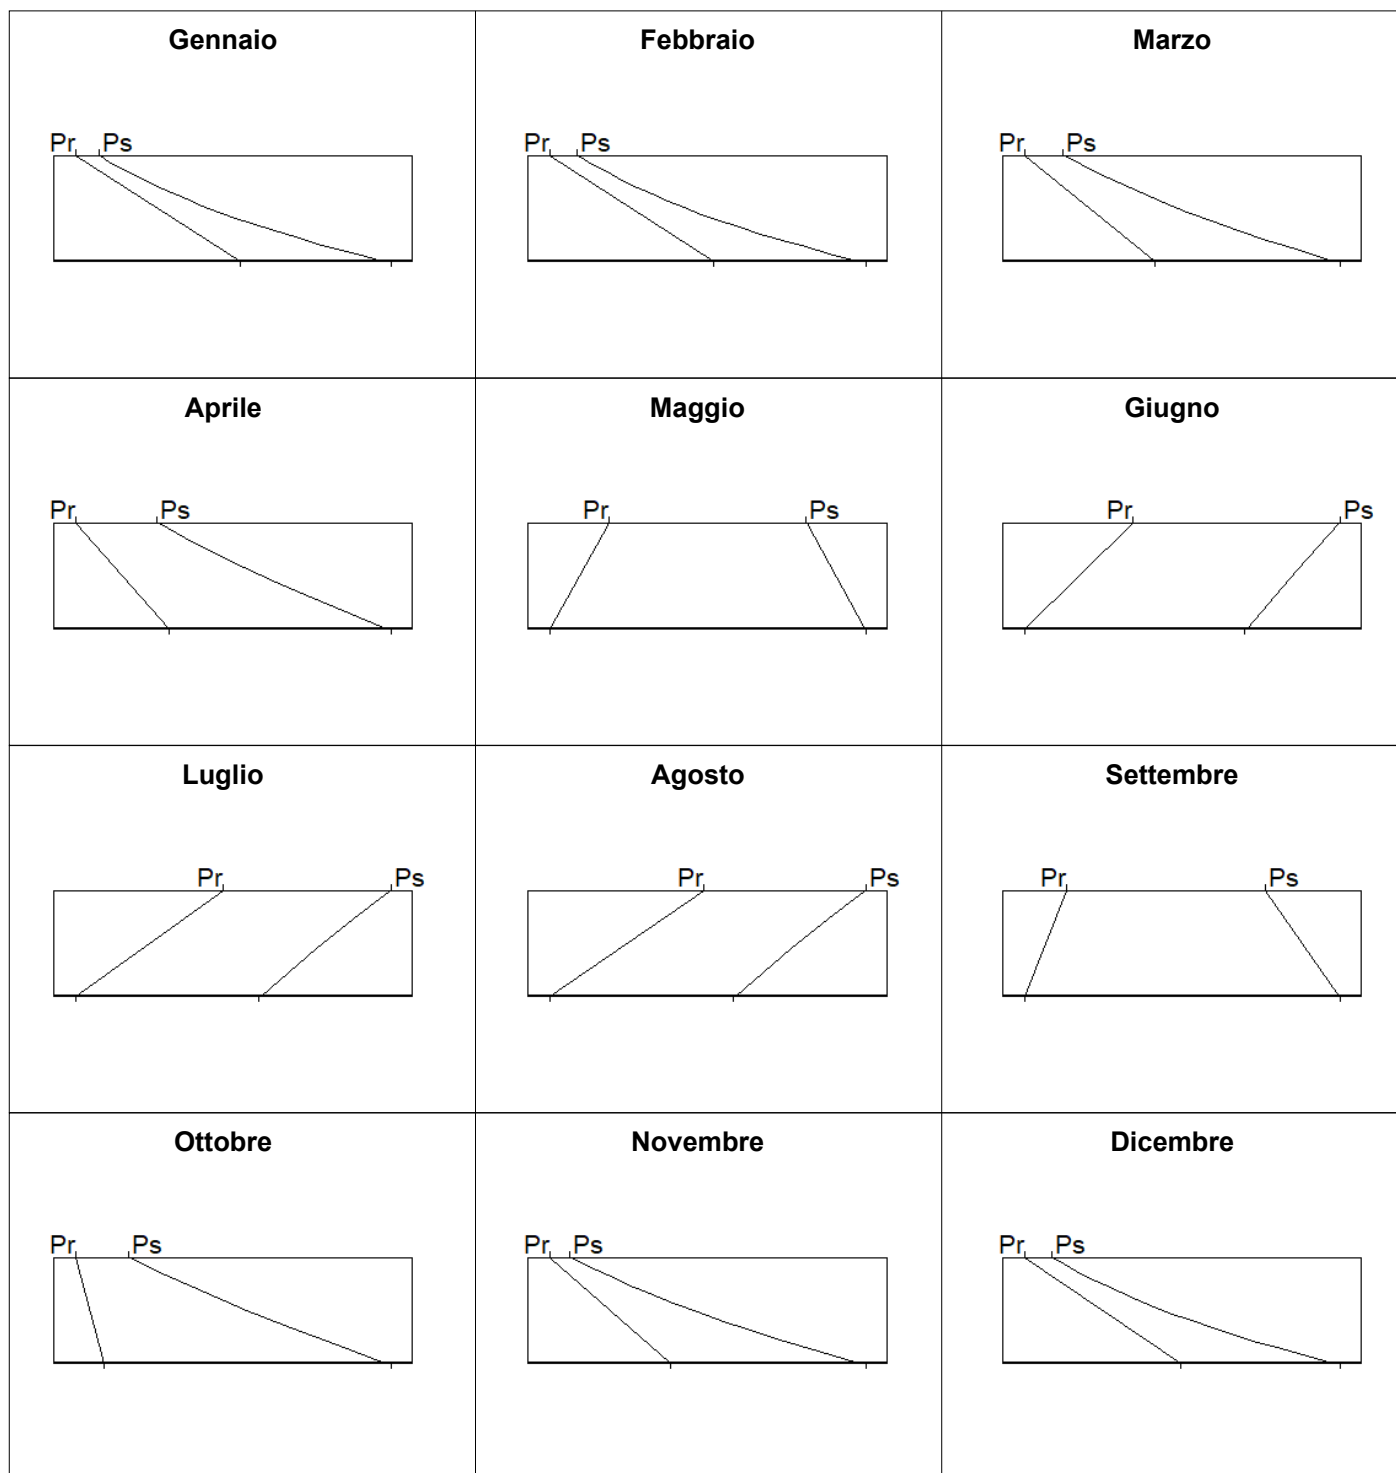 Gennaio
Febbraio
Marzo
Pr Ps
Pr Ps
Pr Ps
Aprile
Maggio
Giugno
Pr Ps
Pr Ps
Pr Ps
Luglio
Agosto
Settembre
Pr Ps
Pr Ps
Pr Ps
Ottobre
Novembre
Dicembre
Pr Ps
Pr Ps
Pr Ps